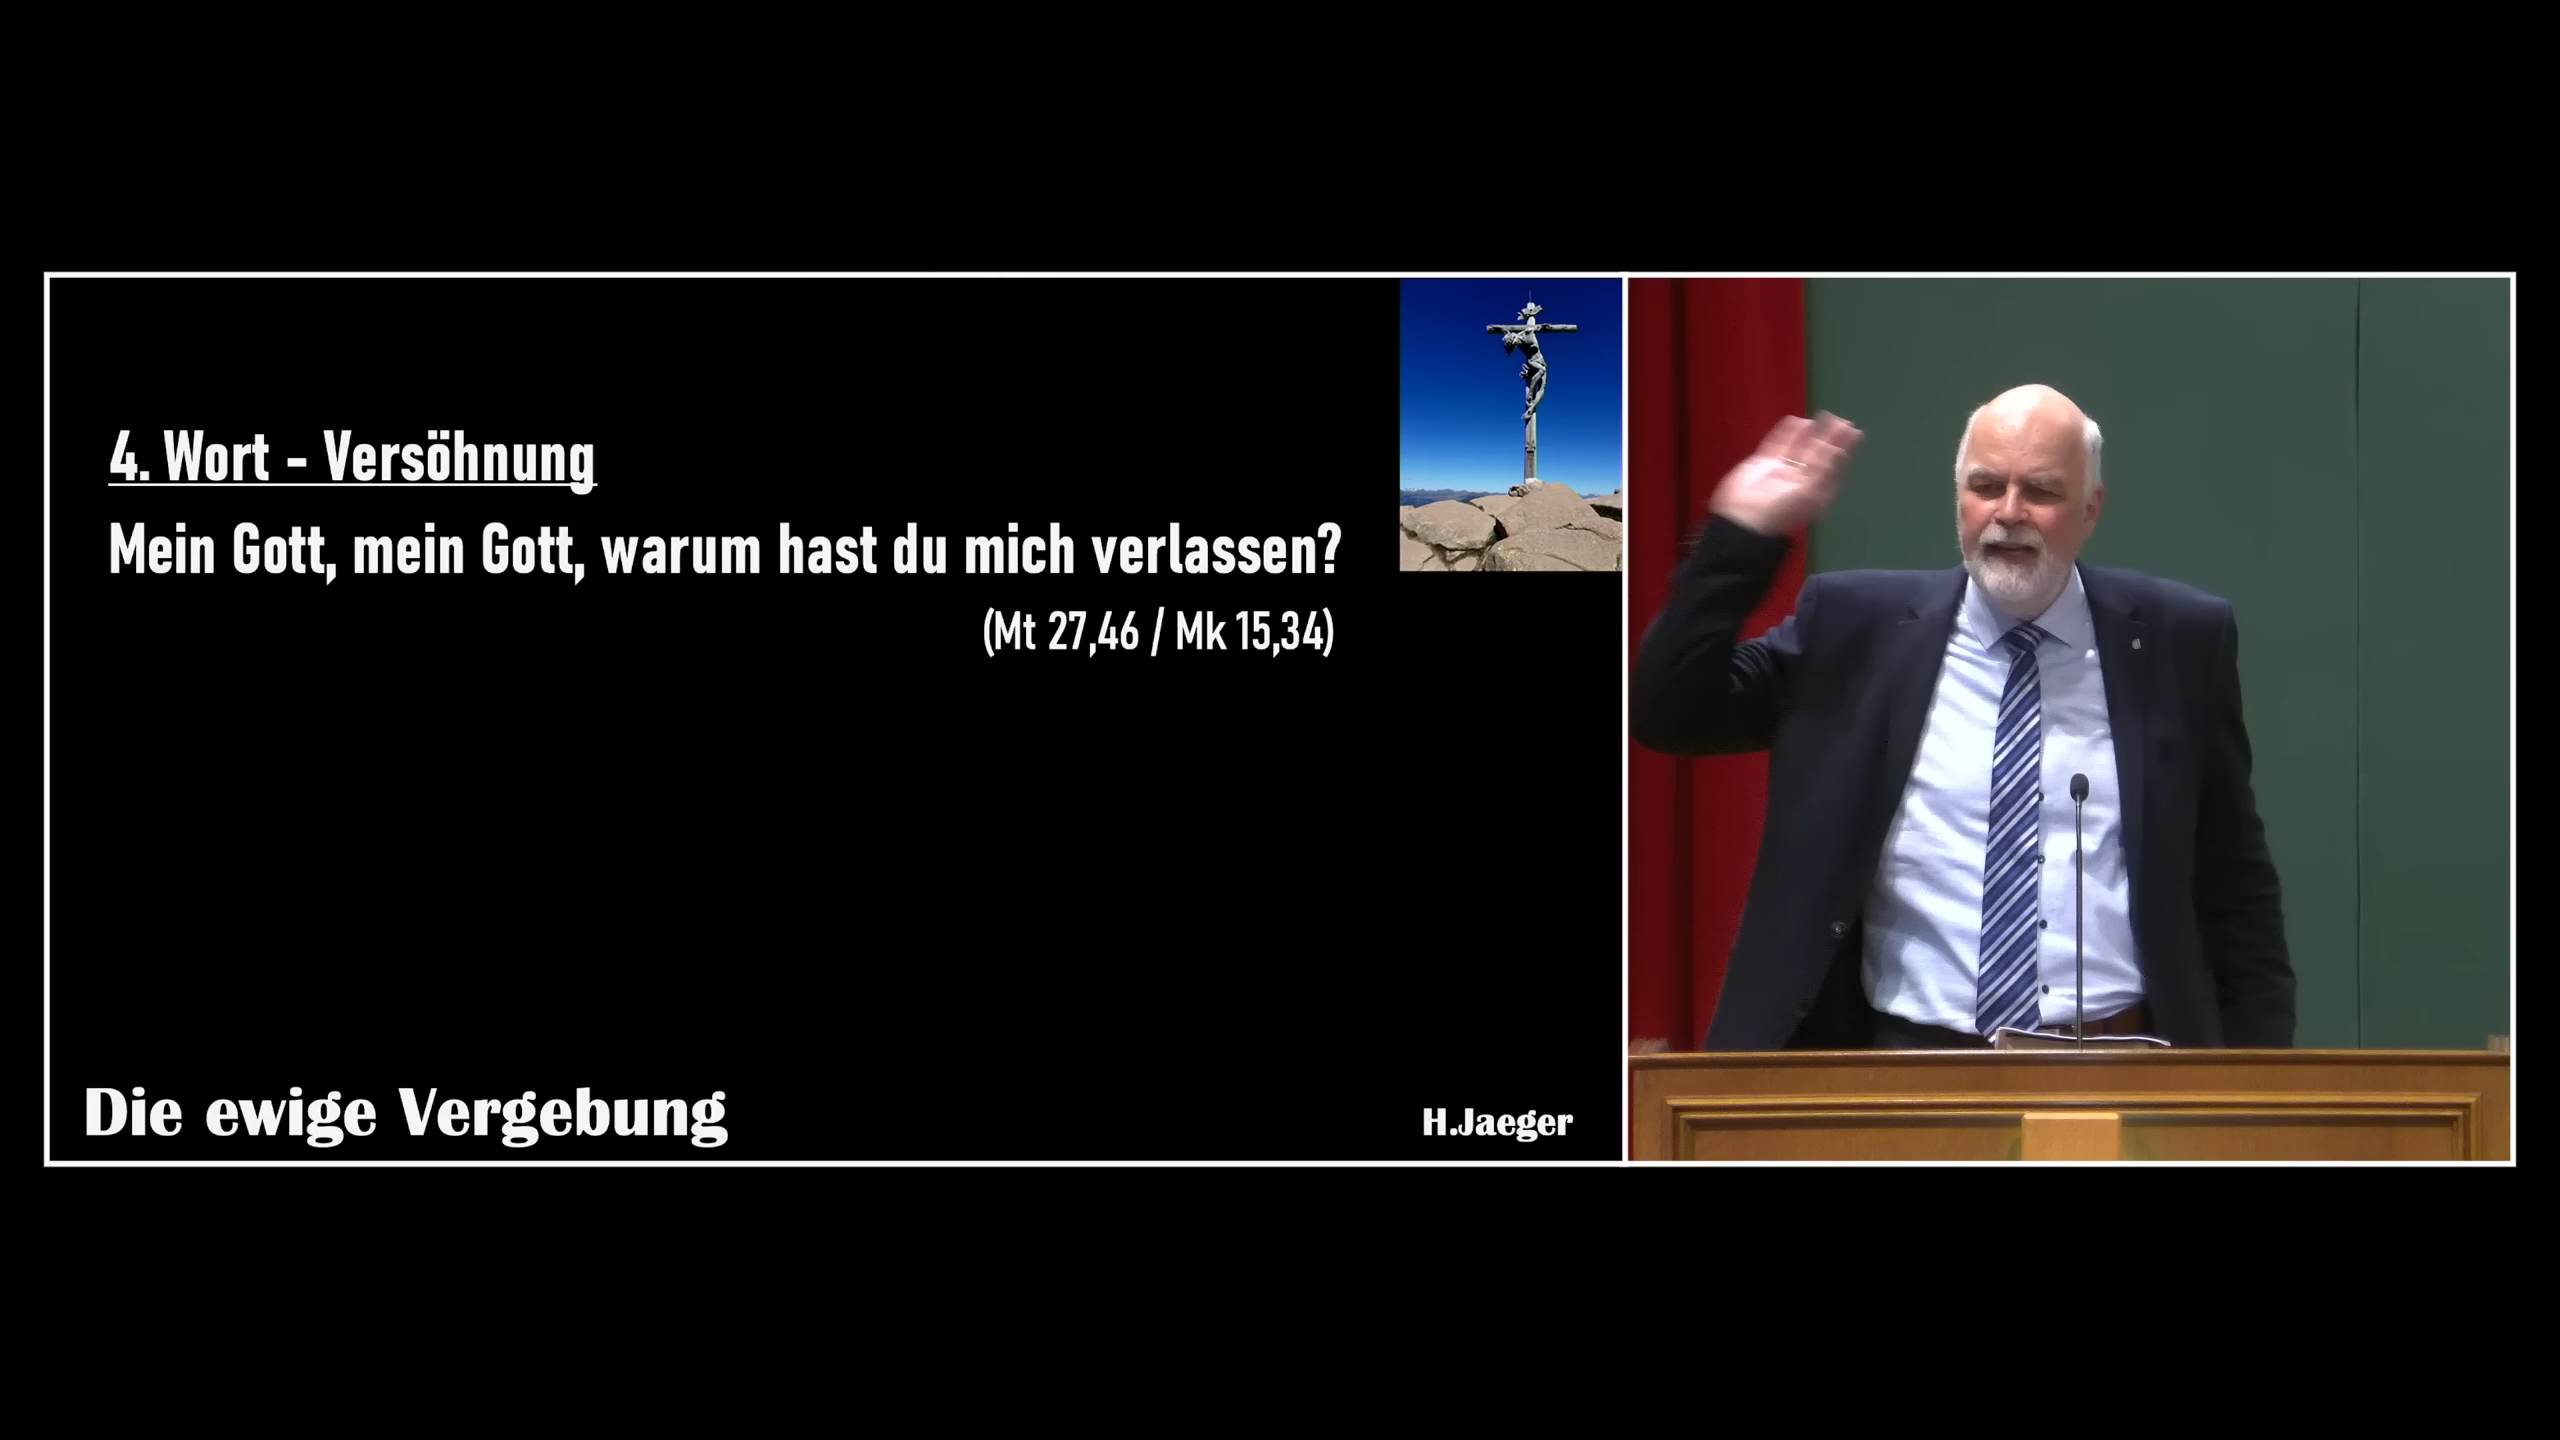 4. Wort - Versöhnung
Mein Gott, mein Gott, warum hast du mich verlassen?
(Mt 27,46 / Mk 15,34)
Die ewige Vergebung
H.Jaeger